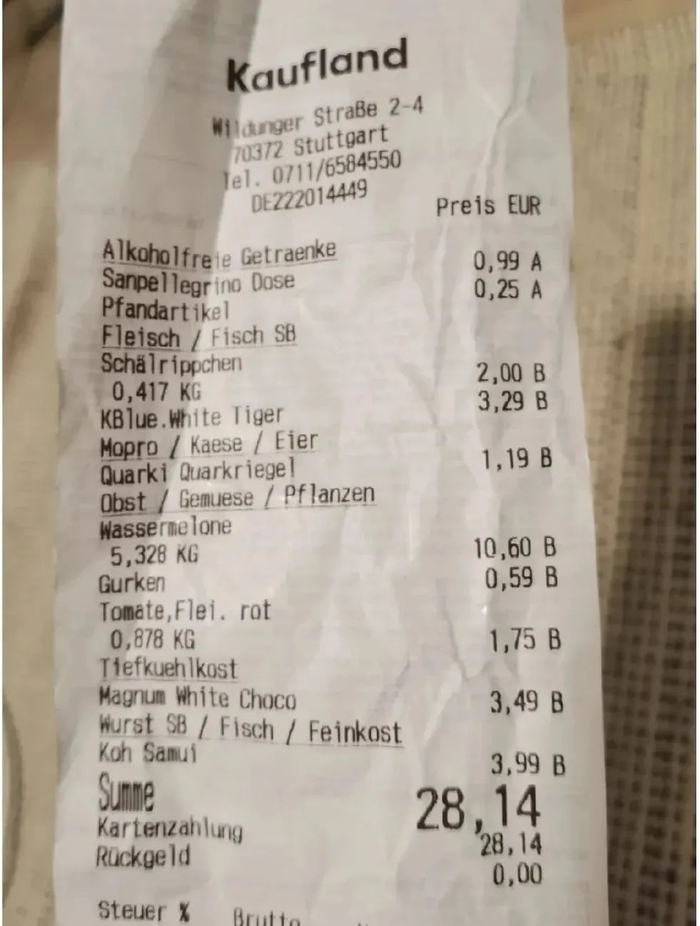 Kaufland
Wildunger Straße 2-4
70372 Stuttgart
Tel. 0711/6584550
DE222014449
Preis EUR
Alkoholfreie Getraenke
Sanpellegrino Dose 0,99 A
Pfandartikel 0,25 A
Fleisch / Fisch SB
Schälrippchen
0,417 KG 2,00 B
KBlue.White Tiger 3,29 B
Mopro / Kaese / Eier
Quarki Quarkriegel 1,19 B
Obst / Gemuese / Pflanzen
Wassermelone
5,328 KG 10,60 B
Gurken 0,59 B
Tomate,Flei. rot
0,878 KG 1,75 B
Tiefkuehlkost
Magnum White Choco 3,49 B
Wurst SB / Fisch / Feinkost
Koh Samui 3,99 B
Summe 28,14
Kartenzahlung 28,14
Rückgeld 0,00
Steuer % Brutto